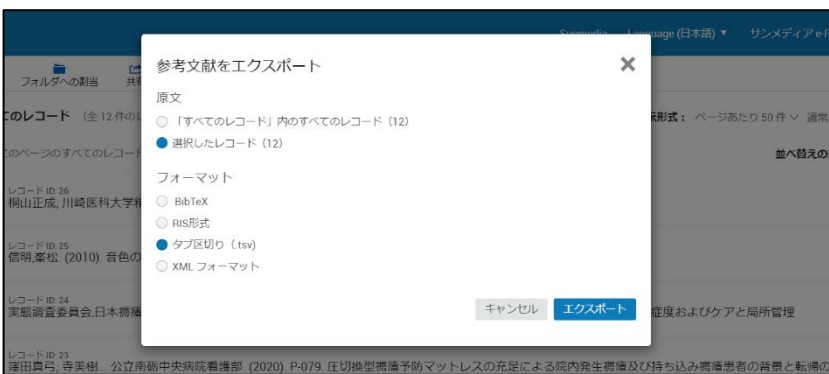 Sunmedia Language (日本語) ▼ サンメディア e-P
フォルダへの割当 共有
てのレコード (全 12 件のレ
示形式： ページあたり 50 件 通常
このページのすべてのレコード
並べ替えの
レコード ID: 26
桐山正成, 川崎医科大学
レコード ID: 25
信明,峯松. (2010). 音色の
レコード ID: 24
実態調査委員会,日本褥瘡
症度およびケアと局所管理
レコード ID: 23
窪田真弓; 寺美樹... 公立南砺中央病院看護部. (2020). P-079. 圧切換型褥瘡予防マットレスの充足による院内発生褥瘡及び持ち込み褥瘡患者の背景と転帰の
参考文献をエクスポート
原文
「すべてのレコード」内のすべてのレコード (12)
選択したレコード (12)
フォーマット
BibTeX
RIS形式
タブ区切り (.tsv)
XML フォーマット
キャンセル エクスポート